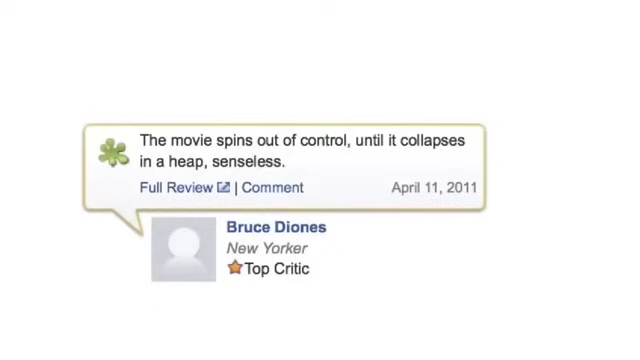 The movie spins out of control, until it collapses
in a heap, senseless.
Full Review | Comment April 11, 2011
Bruce Diones
New Yorker
Top Critic